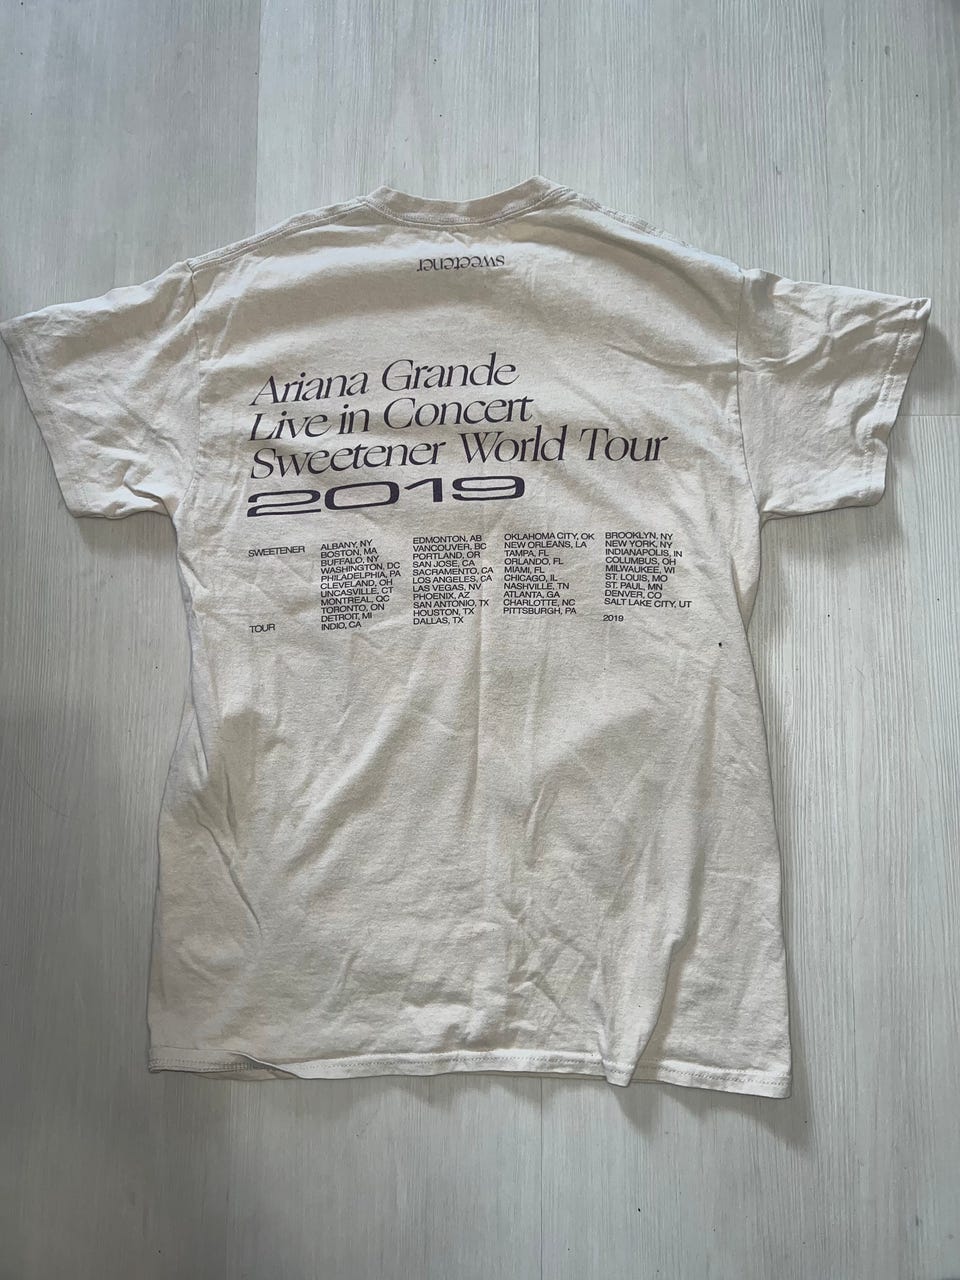 sweetener
Ariana Grande
Live in Concert
Sweetener World Tour
2019
SWEETENER
TOUR
ALBANY, NY
BOSTON, MA
BUFFALO, NY
WASHINGTON, DC
PHILADELPHIA, PA
CLEVELAND, OH
UNCASVILLE, CT
MONTREAL, QC
TORONTO, ON
DETROIT, MI
INDIO, CA
EDMONTON, AB
VANCOUVER, BC
PORTLAND, OR
SAN JOSE, CA
SACRAMENTO, CA
LOS ANGELES, CA
LAS VEGAS, NV
PHOENIX, AZ
SAN ANTONIO, TX
HOUSTON, TX
DALLAS, TX
OKLAHOMA CITY, OK
NEW ORLEANS, LA
TAMPA, FL
ORLANDO, FL
MIAMI, FL
CHICAGO, IL
NASHVILLE, TN
ATLANTA, GA
CHARLOTTE, NC
PITTSBURGH, PA
BROOKLYN, NY
NEW YORK, NY
INDIANAPOLIS, IN
COLUMBUS, OH
MILWAUKEE, WI
ST. LOUIS, MO
ST. PAUL, MN
DENVER, CO
SALT LAKE CITY, UT
2019